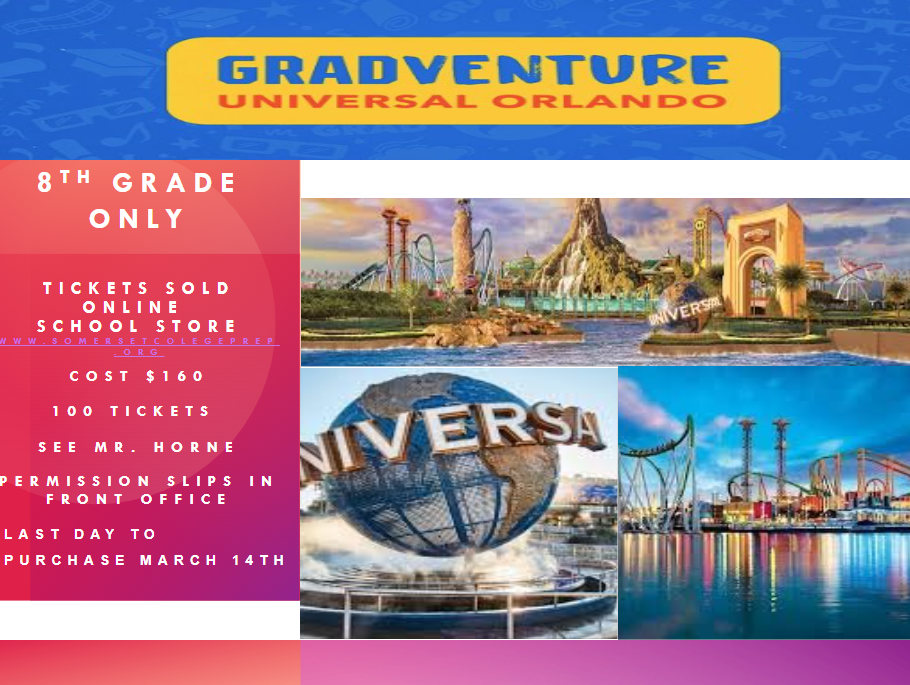 GRADVENTURE
UNIVERSAL ORLANDO
8TH GRADE
ONLY
TICKETS SOLD
ONLINE
SCHOOL STORE
WWW.SOMERSETCOLEGEPREP
.ORG
COST $160
100 TICKETS
SEE MR. HORNE
PERMISSION SLIPS IN
FRONT OFFICE
LAST DAY TO
PURCHASE MARCH 14TH
UNIVERSAL
NIVERSA